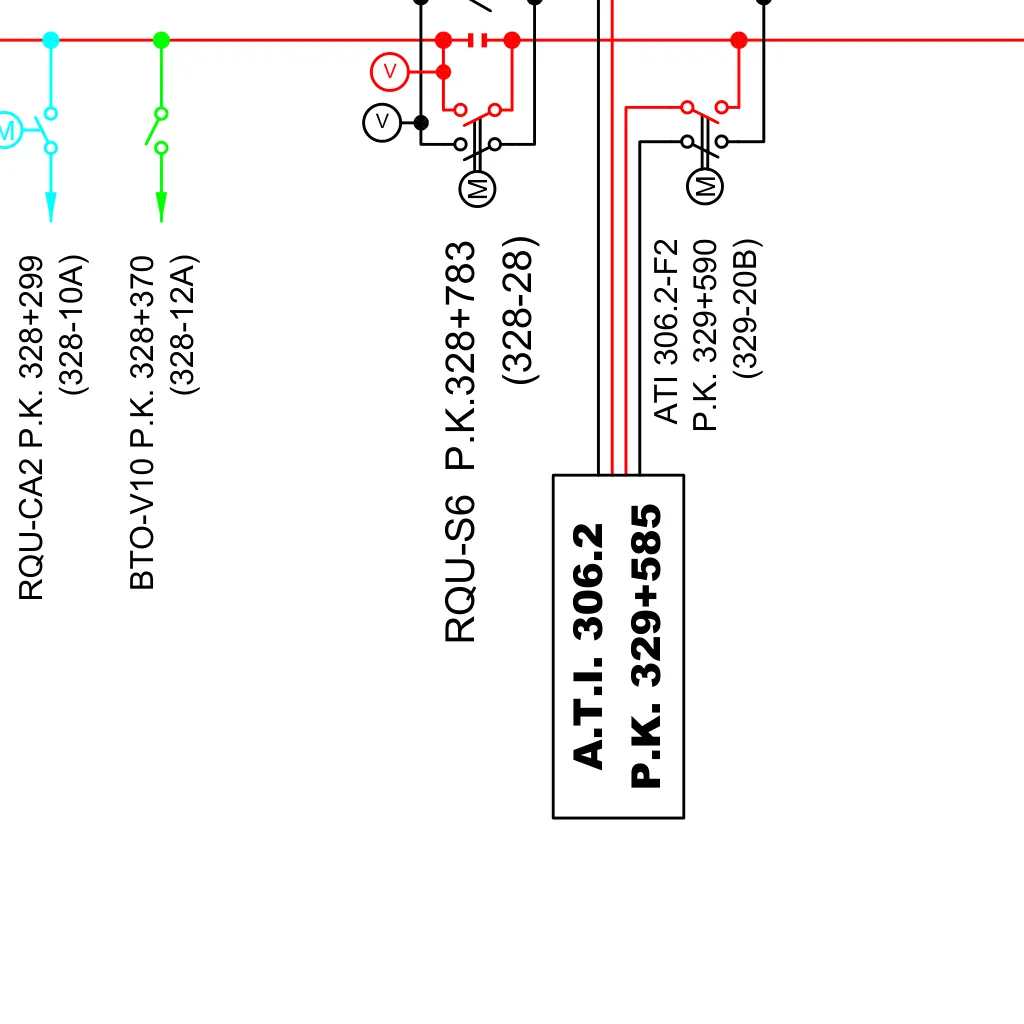 V
V
M
M
M
RQU-CA2 P.K. 328+299
(328-10A)
BTO-V10 P.K. 328+370
(328-12A)
RQU-S6 P.K.328+783
(328-28)
ATI 306.2-F2
P.K. 329+590
(329-20B)
A.T.I. 306.2
P.K. 329+585